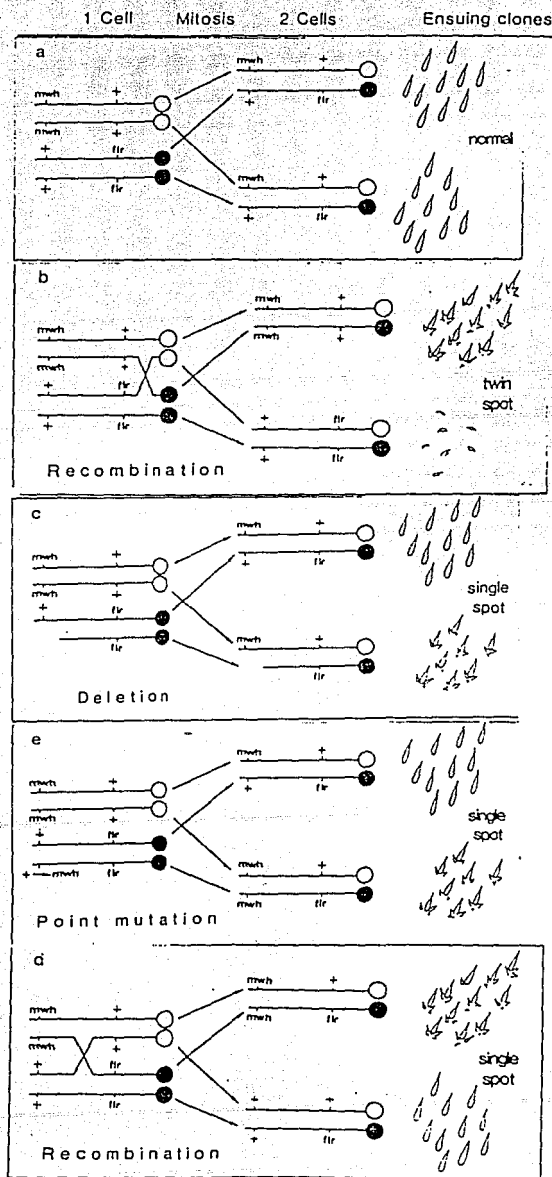 1 Cell Mitosis 2 Cells Ensuing clones
a
mwh +
mwh +
mwh +
+ flr
+ flr
+ flr
normal
mwh +
+ flr
b
mwh +
mwh +
mwh +
mwh +
+ flr
+ flr
twin
spot
+ flr
+ flr
Recombination
c
mwh +
mwh +
+ flr
+ flr
flr
single
spot
mwh +
flr
Deletion
e
mwh +
mwh +
mwh +
+ flr
+ flr
+ mwh flr
single
spot
mwh +
mwh flr
Point mutation
d
mwh +
mwh +
mwh +
mwh flr
+ flr
+ flr
single
spot
+ +
+ flr
Recombination